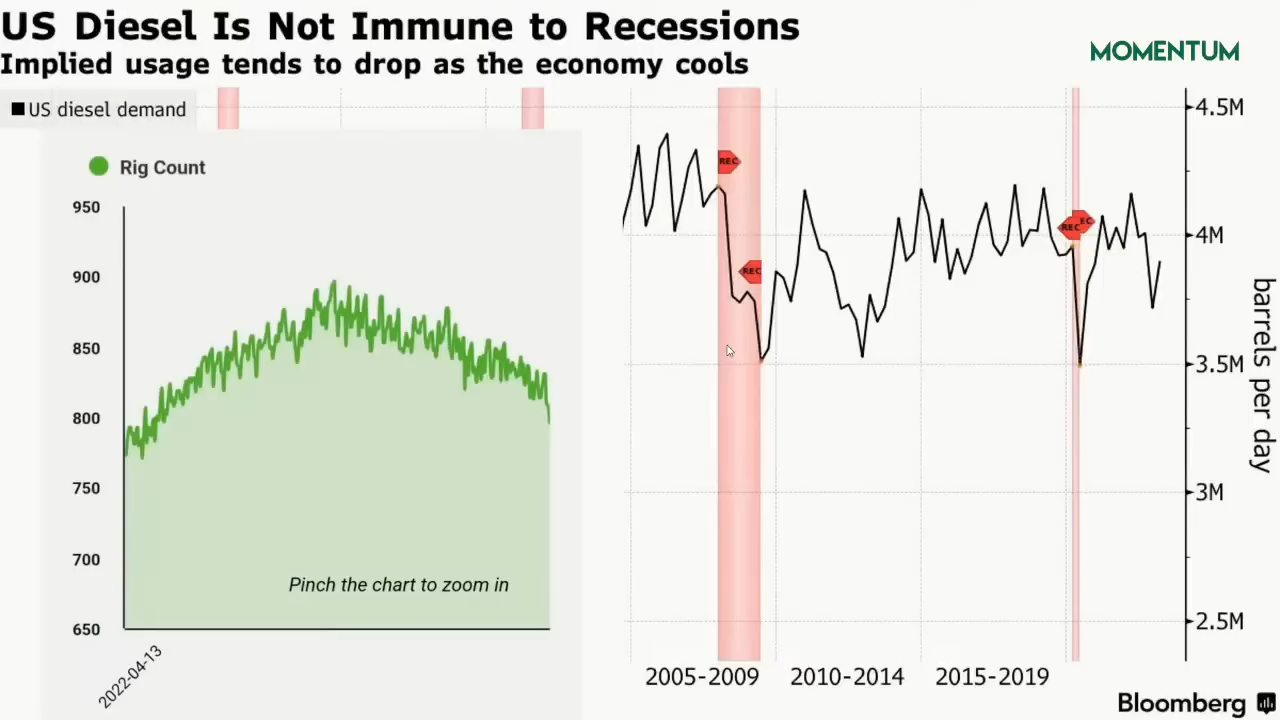 US Diesel Is Not Immune to Recessions
Implied usage tends to drop as the economy cools
MOMENTUM
US diesel demand
Rig Count
950
900
850
800
750
700
650
Pinch the chart to zoom in
2022-04-13
REC
REC
REC
EC
4.5M
4M
3.5M
3M
2.5M
barrels per day
2005-2009
2010-2014
2015-2019
Bloomberg